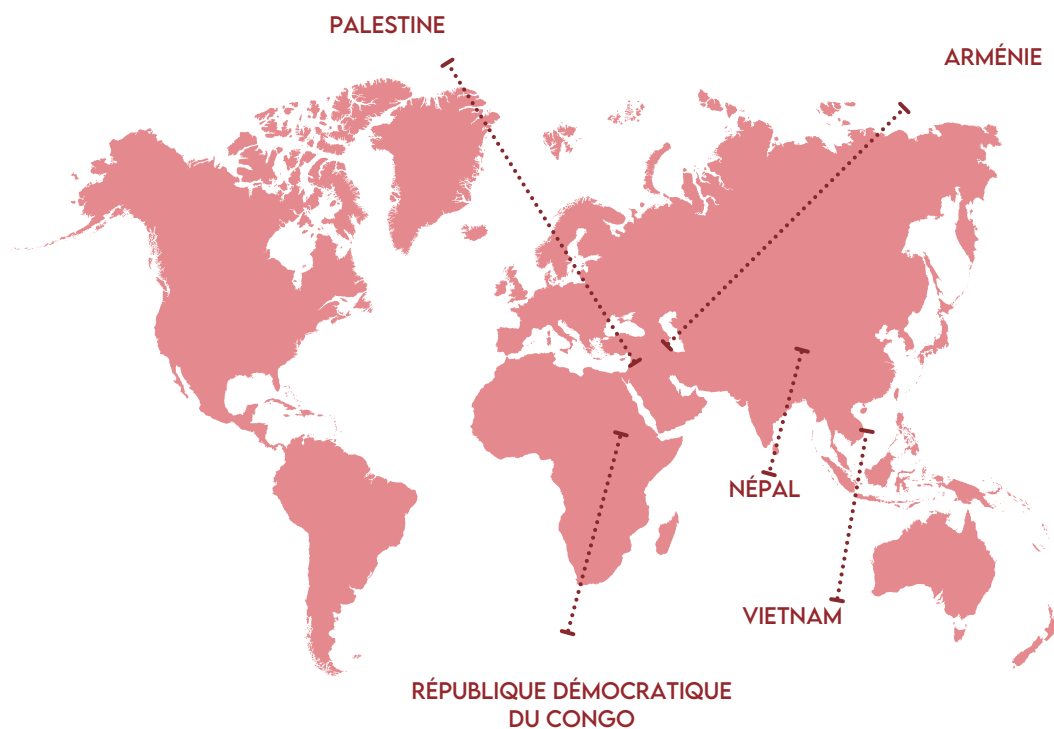 PALESTINE
ARMÉNIE
NÉPAL
VIETNAM
RÉPUBLIQUE DÉMOCRATIQUE
DU CONGO